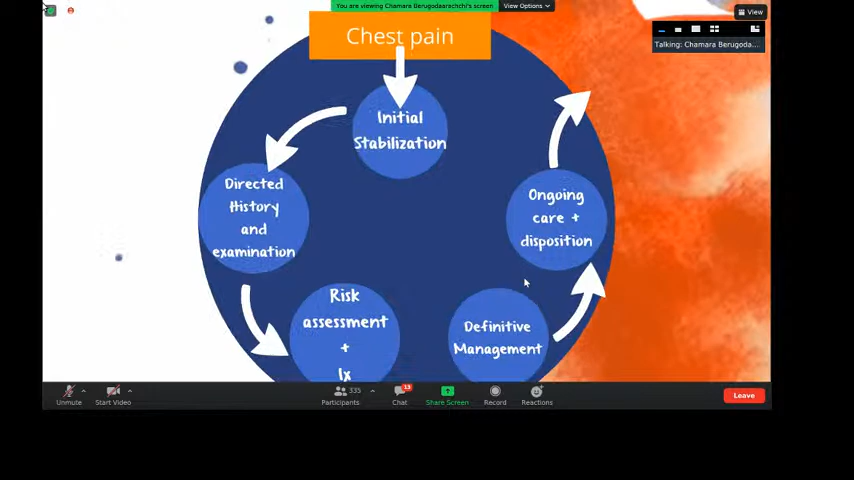 You are viewing Chamara Berugodaarachchi's screen
View Options
View
Talking: Chamara Berugoda...
Chest pain
Initial
Stabilization
Directed
History
and
examination
Risk
assessment
+
Ix
Definitive
Management
Ongoing
care +
disposition
Unmute
Start Video
335
Participants
13
Chat
Share Screen
Record
Reactions
Leave